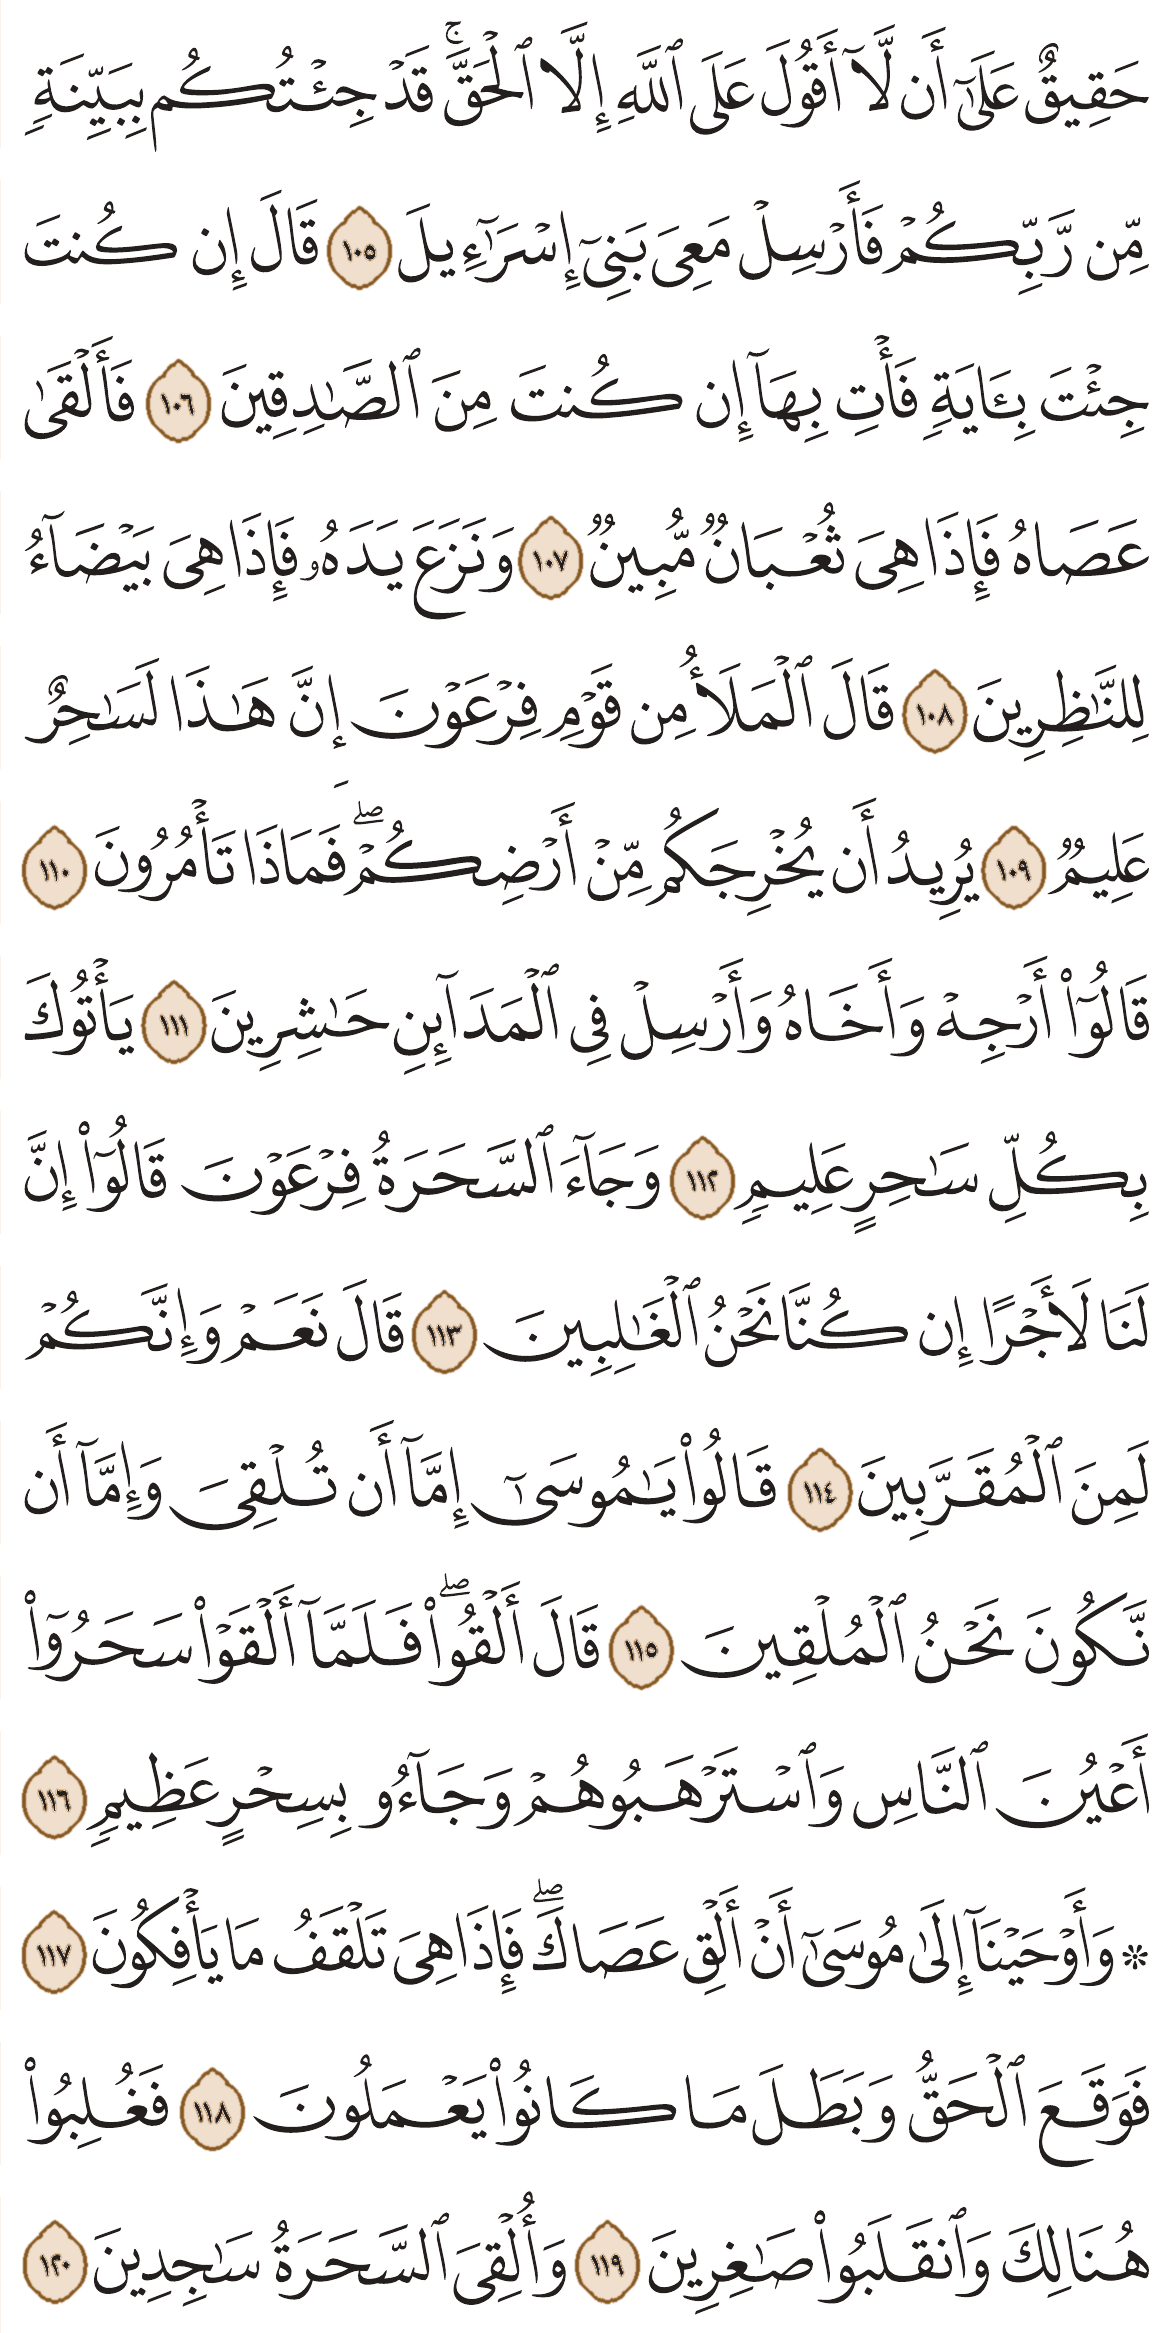 حَقِيقٌ عَلَىٰٓ أَن لَّآ أَقُولَ عَلَى ٱللَّهِ إِلَّا ٱلۡحَقَّۚ قَدۡ جِئۡتُكُم بِبَيِّنَةٖ
مِّن رَّبِّكُمۡ فَأَرۡسِلۡ مَعِيَ بَنِيٓ إِسۡرَٰٓءِيلَ ١٠٥ قَالَ إِن كُنتَ
جِئۡتَ بِـَٔايَةٖ فَأۡتِ بِهَآ إِن كُنتَ مِنَ ٱلصَّٰدِقِينَ ١٠٦ فَأَلۡقَىٰ
عَصَاهُ فَإِذَا هِيَ ثُعۡبَانٞ مُّبِينٞ ١٠٧ وَنَزَعَ يَدَهُۥ فَإِذَا هِيَ بَيۡضَآءُ
لِلنَّٰظِرِينَ ١٠٨ قَالَ ٱلۡمَلَأُ مِن قَوۡمِ فِرۡعَوۡنَ إِنَّ هَٰذَا لَسَٰحِرٌ
عَلِيمٞ ١٠٩ يُرِيدُ أَن يُخۡرِجَكُم مِّنۡ أَرۡضِكُمۡۖ فَمَاذَا تَأۡمُرُونَ ١١٠
قَالُوٓاْ أَرۡجِهۡ وَأَخَاهُ وَأَرۡسِلۡ فِي ٱلۡمَدَآئِنِ حَٰشِرِينَ ١١١ يَأۡتُوكَ
بِكُلِّ سَٰحِرٍ عَلِيمٖ ١١٢ وَجَآءَ ٱلسَّحَرَةُ فِرۡعَوۡنَ قَالُوٓاْ إِنَّ
لَنَا لَأَجۡرًا إِن كُنَّا نَحۡنُ ٱلۡغَٰلِبِينَ ١١٣ قَالَ نَعَمۡ وَإِنَّكُمۡ
لَمِنَ ٱلۡمُقَرَّبِينَ ١١٤ قَالُواْ يَٰمُوسَىٰٓ إِمَّآ أَن تُلۡقِيَ وَإِمَّآ أَن
نَّكُونَ نَحۡنُ ٱلۡمُلۡقِينَ ١١٥ قَالَ أَلۡقُواْۖ فَلَمَّآ أَلۡقَوۡاْ سَحَرُوٓاْ
أَعۡيُنَ ٱلنَّاسِ وَٱسۡتَرۡهَبُوهُمۡ وَجَآءُو بِسِحۡرٍ عَظِيمٖ ١١٦
۞ وَأَوۡحَيۡنَآ إِلَىٰ مُوسَىٰٓ أَنۡ أَلۡقِ عَصَاكَۖ فَإِذَا هِيَ تَلۡقَفُ مَا يَأۡفِكُونَ ١١٧
فَوَقَعَ ٱلۡحَقُّ وَبَطَلَ مَا كَانُواْ يَعۡمَلُونَ ١١٨ فَغُلِبُواْ
هُنَالِكَ وَٱنقَلَبُواْ صَٰغِرِينَ ١١٩ وَأُلۡقِيَ ٱلسَّحَرَةُ سَٰجِدِينَ ١٢٠